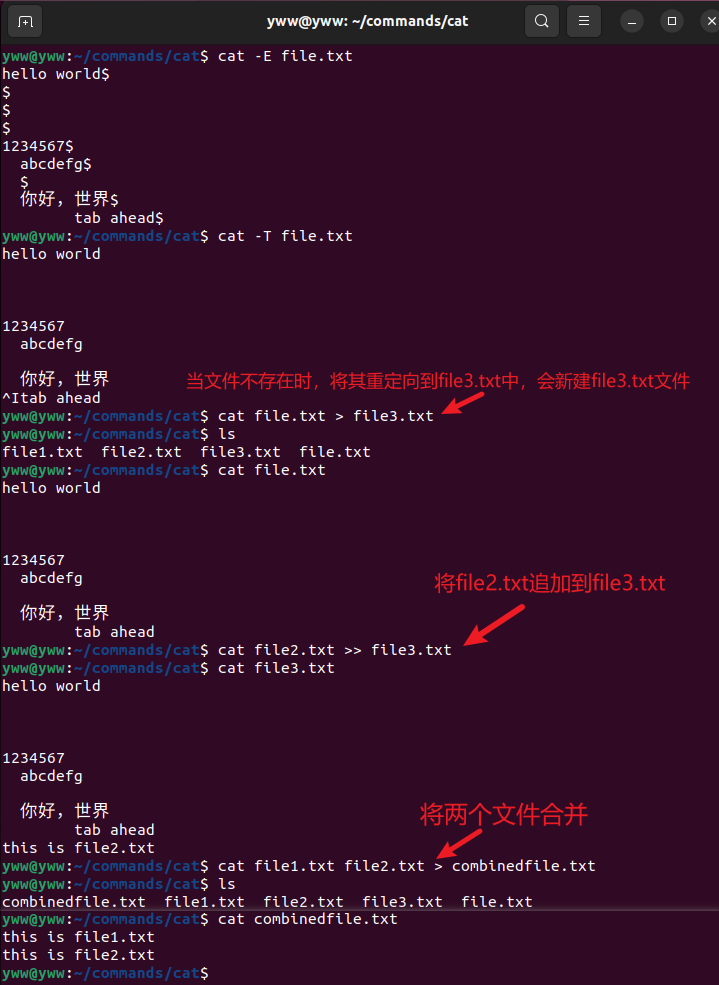 yww@yww: ~/commands/cat
yww@yww:~/commands/cat$ cat -E file.txt
hello world$
$
$
$
1234567$
  abcdefg$
  $
  你好，世界$
        tab ahead$
yww@yww:~/commands/cat$ cat -T file.txt
hello world
1234567
  abcdefg
  你好，世界
当文件不存在时，将其重定向到file3.txt中，会新建file3.txt文件
^Itab ahead
yww@yww:~/commands/cat$ cat file.txt > file3.txt
yww@yww:~/commands/cat$ ls
file1.txt  file2.txt  file3.txt  file.txt
yww@yww:~/commands/cat$ cat file.txt
hello world
1234567
  abcdefg
将file2.txt追加到file3.txt
  你好，世界
        tab ahead
yww@yww:~/commands/cat$ cat file2.txt >> file3.txt
yww@yww:~/commands/cat$ cat file3.txt
hello world
1234567
  abcdefg
  你好，世界
将两个文件合并
        tab ahead
this is file2.txt
yww@yww:~/commands/cat$ cat file1.txt file2.txt > combinedfile.txt
yww@yww:~/commands/cat$ ls
combinedfile.txt  file1.txt  file2.txt  file3.txt  file.txt
yww@yww:~/commands/cat$ cat combinedfile.txt
this is file1.txt
this is file2.txt
yww@yww:~/commands/cat$